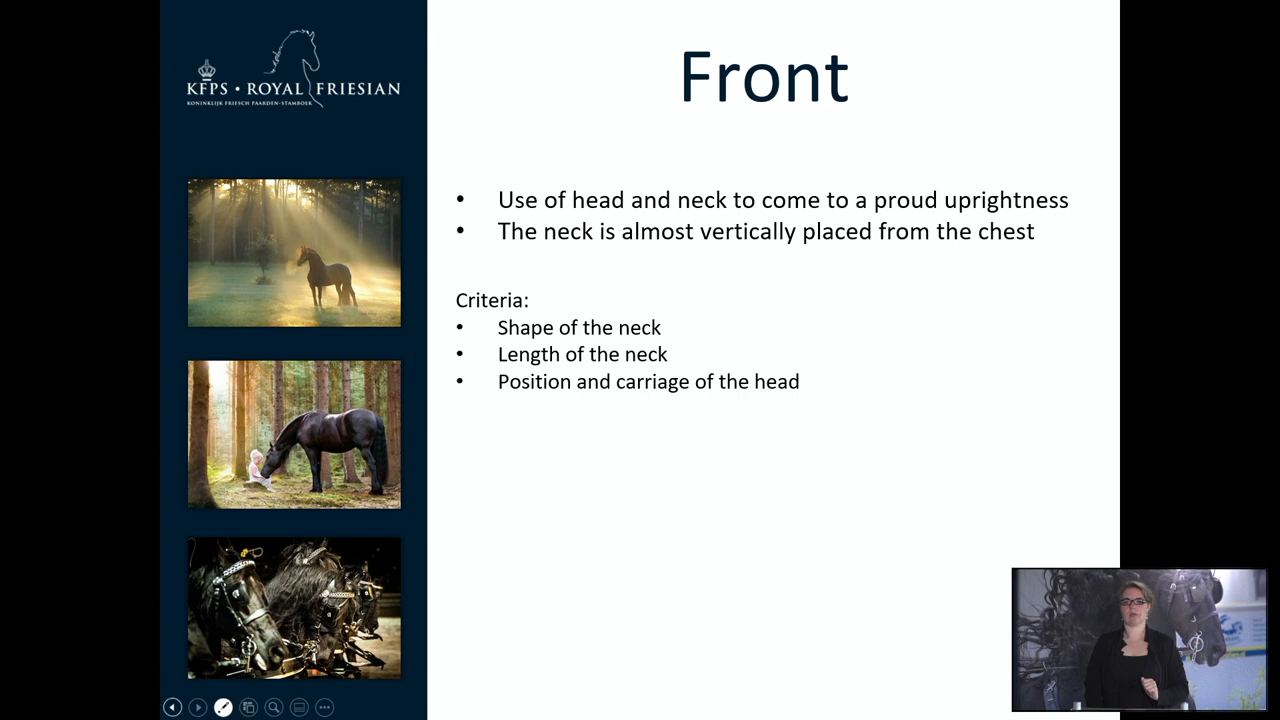 KFPS • ROYAL FRIESIAN
KONINKLIJK FRIESCH PAARDEN-STAMBOEK
Front
• Use of head and neck to come to a proud uprightness
• The neck is almost vertically placed from the chest
Criteria:
• Shape of the neck
• Length of the neck
• Position and carriage of the head